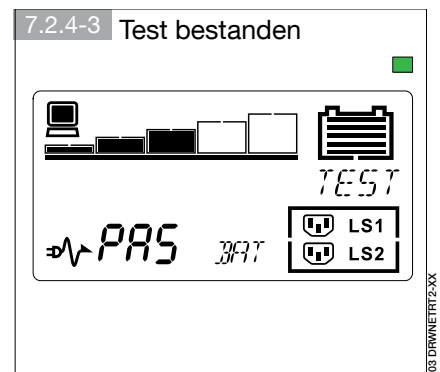 7.2.4-3 Test bestanden
TEST
PAS BAT
LS1
LS2
03 DRWNETRT2-XX